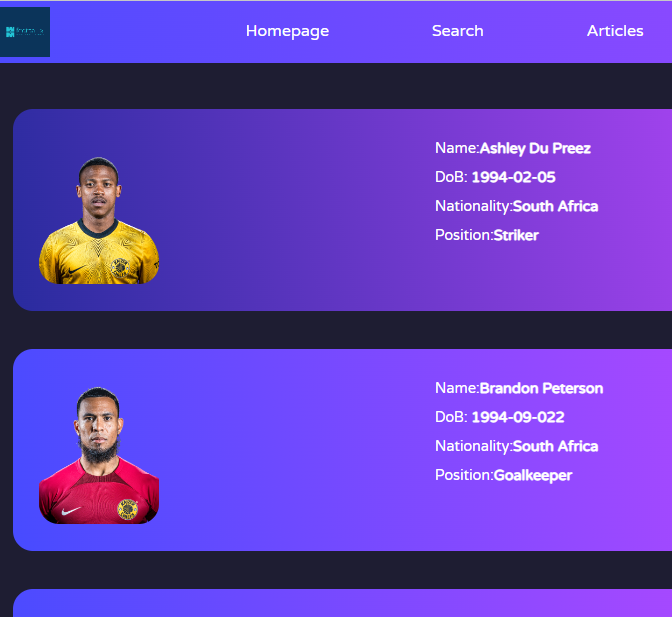 Homepage Search Articles
Name:Ashley Du Preez
DoB: 1994-02-05
Nationality:South Africa
Position:Striker
Name:Brandon Peterson
DoB: 1994-09-022
Nationality:South Africa
Position:Goalkeeper